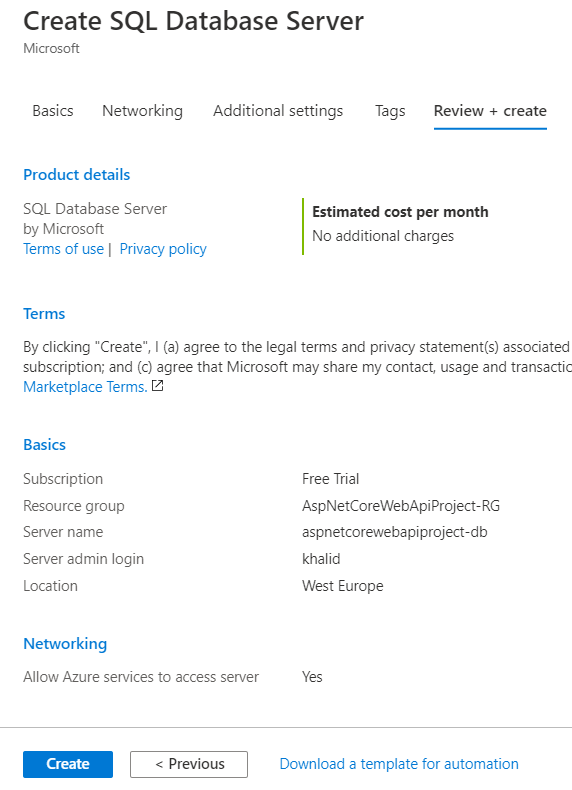 Create SQL Database Server
Microsoft
Basics Networking Additional settings Tags Review + create
Product details
SQL Database Server
by Microsoft
Terms of use | Privacy policy
Estimated cost per month
No additional charges
Terms
By clicking "Create", I (a) agree to the legal terms and privacy statement(s) associated
subscription; and (c) agree that Microsoft may share my contact, usage and transactio
Marketplace Terms.
Basics
Subscription Free Trial
Resource group AspNetCoreWebApiProject-RG
Server name aspnetcorewebapiproject-db
Server admin login khalid
Location West Europe
Networking
Allow Azure services to access server Yes
Create < Previous Download a template for automation